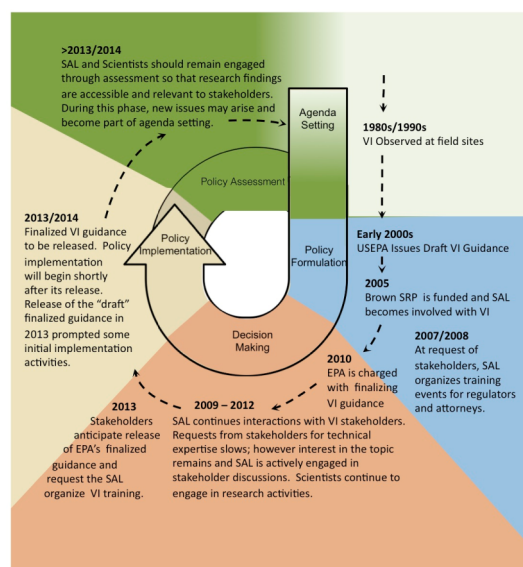 >2013/2014
SAL and Scientists should remain engaged
through assessment so that research findings
are accessible and relevant to stakeholders.
During this phase, new issues may arise and
become part of agenda setting.
Agenda
Setting
1980s/1990s
VI Observed at field sites
Policy Assessment
Early 2000s
USEPA Issues Draft VI Guidance
Policy
Formulation
2005
Brown SRP is funded and SAL
becomes involved with VI
2007/2008
At request of
stakeholders, SAL
organizes training
events for regulators
and attorneys.
Decision
Making
2010
EPA is charged
with finalizing
VI guidance
2009 – 2012
SAL continues interactions with VI stakeholders.
Requests from stakeholders for technical
expertise slows; however interest in the topic
remains and SAL is actively engaged in
stakeholder discussions. Scientists continue to
engage in research activities.
2013
Stakeholders
anticipate release
of EPA's finalized
guidance and
request the SAL
organize VI training.
Policy
Implementation
2013/2014
Finalized VI guidance
to be released. Policy
implementation
will begin shortly
after its release.
Release of the "draft"
finalized guidance in
2013 prompted some
initial implementation
activities.